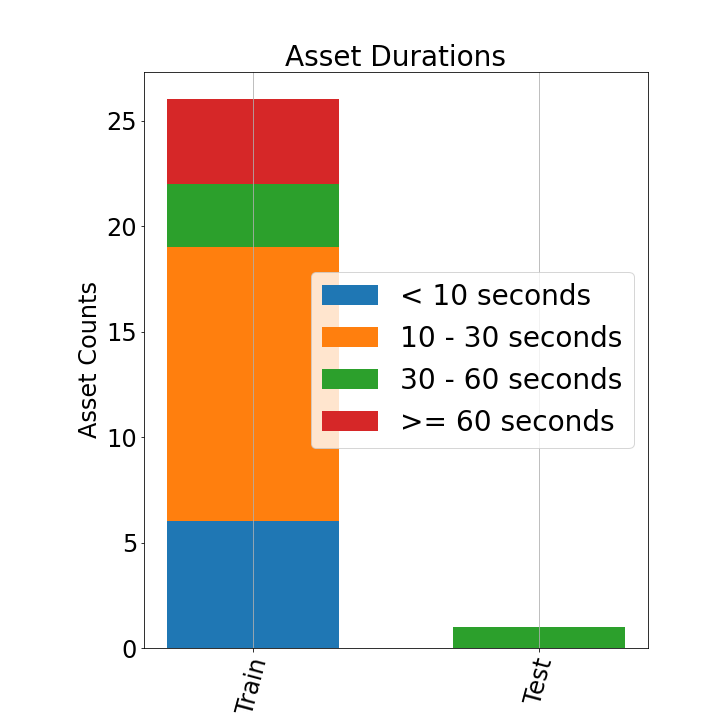 Asset Durations
25
20
15
10
5
0
Asset Counts
< 10 seconds
10 - 30 seconds
30 - 60 seconds
>= 60 seconds
Train
Test